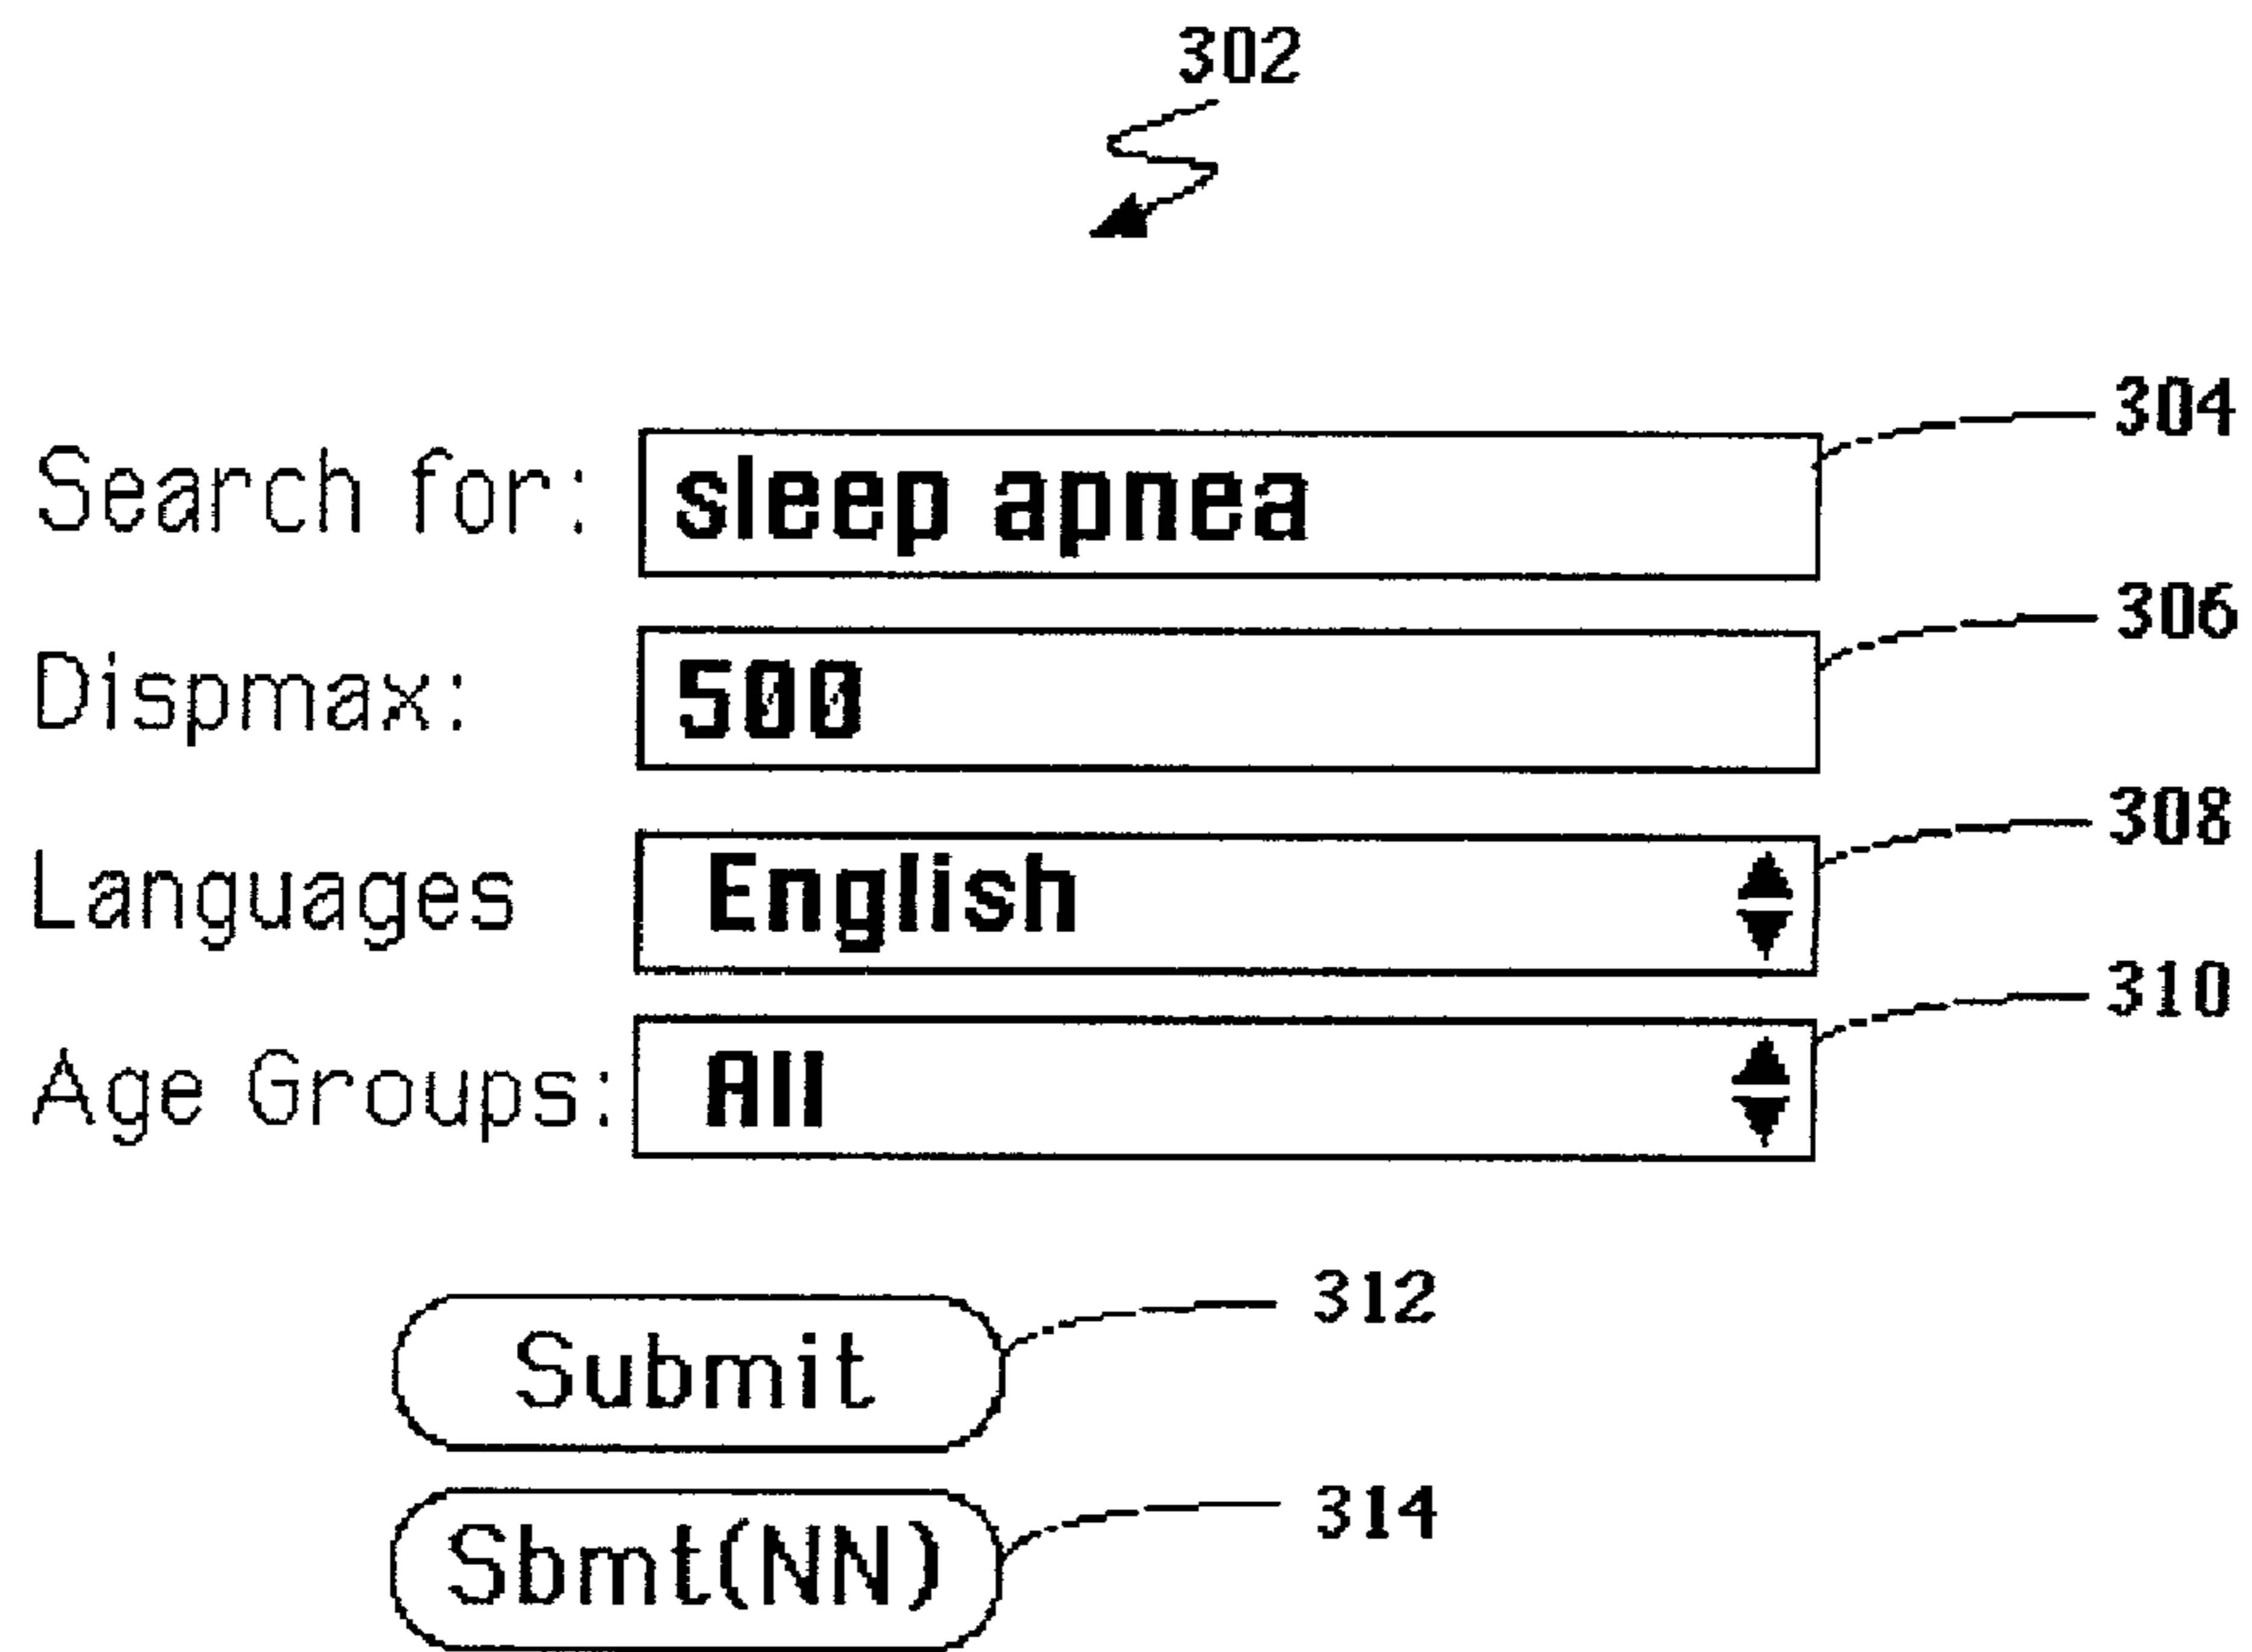 302
Search for: sleep apnea 304
Dispmax: 500 306
Languages English 308
Age Groups: All 310
Submit 312
Sbmt(NN) 314